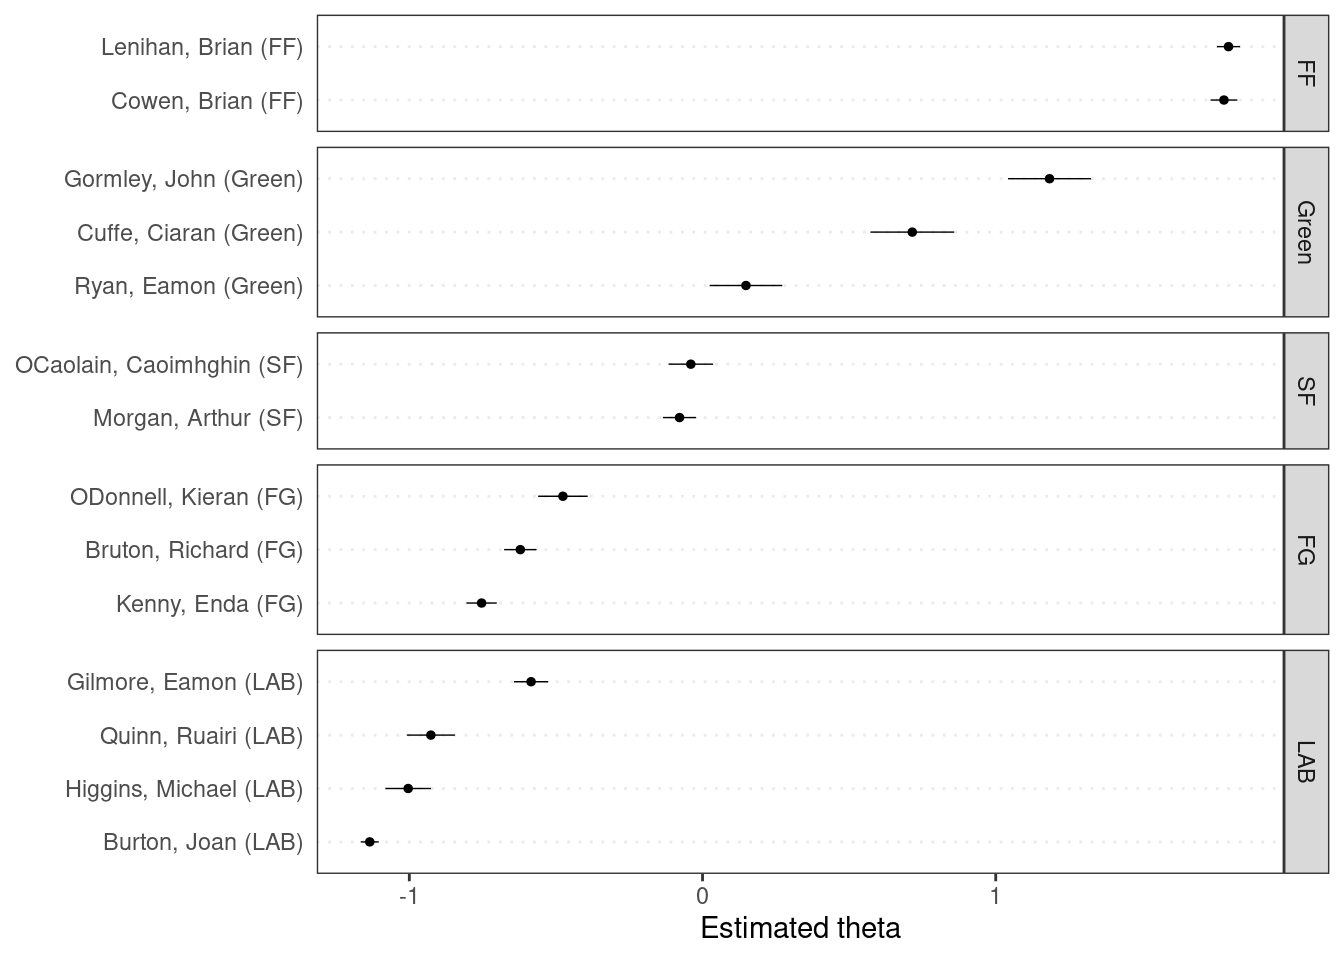 Lenihan, Brian (FF)
Cowen, Brian (FF)
FF
Gormley, John (Green)
Cuffe, Ciaran (Green)
Ryan, Eamon (Green)
Green
OCaolain, Caoimhghin (SF)
Morgan, Arthur (SF)
SF
ODonnell, Kieran (FG)
Bruton, Richard (FG)
Kenny, Enda (FG)
FG
Gilmore, Eamon (LAB)
Quinn, Ruairi (LAB)
Higgins, Michael (LAB)
Burton, Joan (LAB)
LAB
-1 0 1
Estimated theta